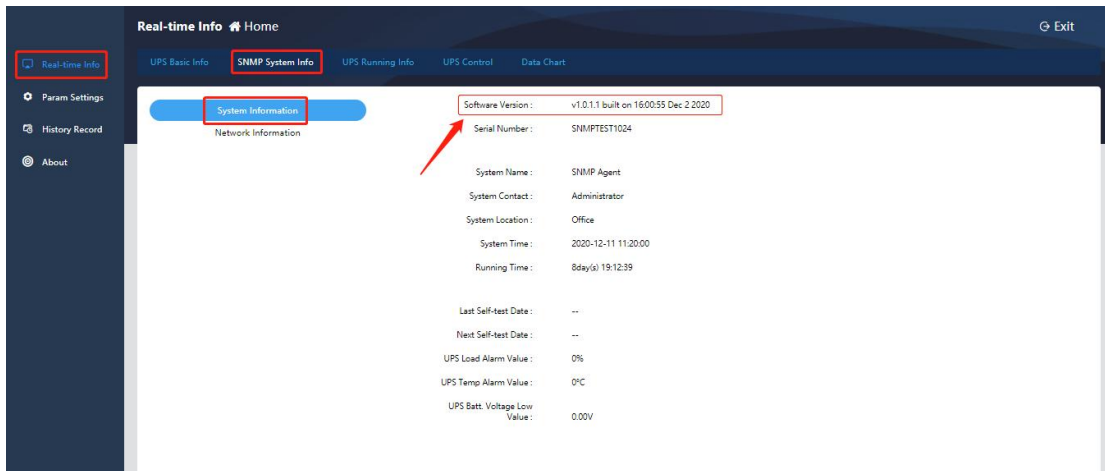 Real-time Info Home
Exit
Real-time Info
Param Settings
History Record
About
UPS Basic Info SNMP System Info UPS Running Info UPS Control Data Chart
System Information
Network Information
Software Version : v1.0.1.1 built on 16:00:55 Dec 2 2020
Serial Number : SNMPTEST1024
System Name : SNMP Agent
System Contact : Administrator
System Location : Office
System Time : 2020-12-11 11:20:00
Running Time : 8day(s) 19:12:39
Last Self-test Date : --
Next Self-test Date : --
UPS Load Alarm Value : 0%
UPS Temp Alarm Value : 0°C
UPS Batt. Voltage Low
Value : 0.00V